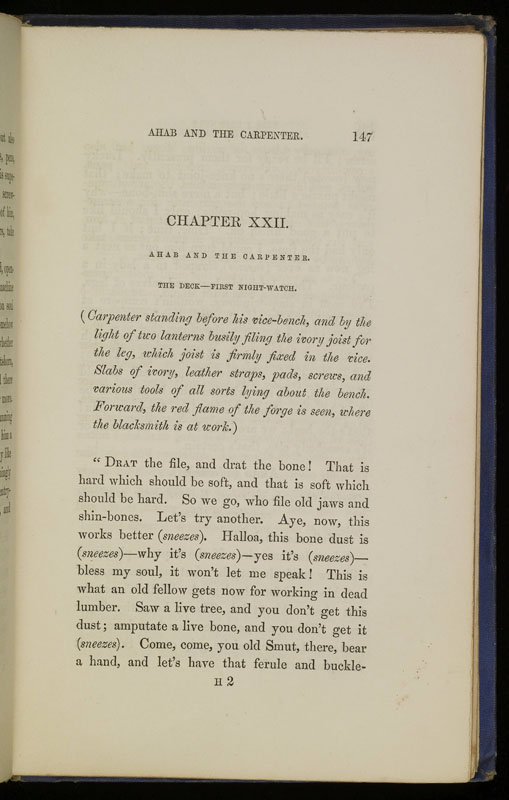 AHAB AND THE CARPENTER. 147
CHAPTER XXII.
AHAB AND THE CARPENTER.
THE DECK—FIRST NIGHT-WATCH.
(Carpenter standing before his vice-bench, and by the
light of two lanterns busily filing the ivory joist for
the leg, which joist is firmly fixed in the vice.
Slabs of ivory, leather straps, pads, screws, and
various tools of all sorts lying about the bench.
Forward, the red flame of the forge is seen, where
the blacksmith is at work.)
“ DRAT the file, and drat the bone! That is
hard which should be soft, and that is soft which
should be hard. So we go, who file old jaws and
shin-bones. Let's try another. Aye, now, this
works better (sneezes). Halloa, this bone dust is
(sneezes)—why it's (sneezes)—yes it's (sneezes)—
bless my soul, it won't let me speak! This is
what an old fellow gets now for working in dead
lumber. Saw a live tree, and you don't get this
dust; amputate a live bone, and you don't get it
(sneezes). Come, come, you old Smut, there, bear
a hand, and let's have that ferule and buckle-
H 2